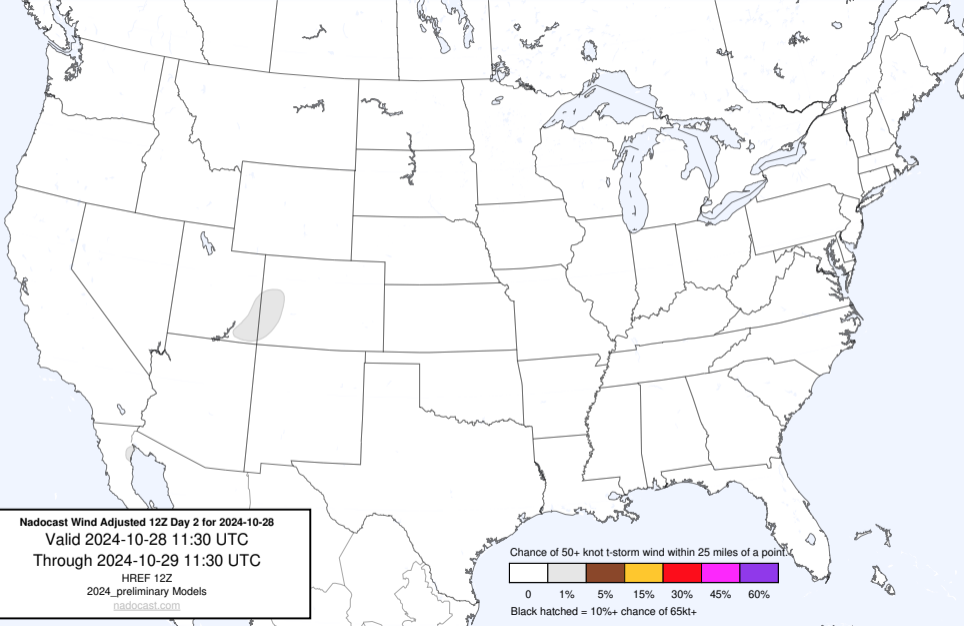 Nadocast Wind Adjusted 12Z Day 2 for 2024-10-28
Valid 2024-10-28 11:30 UTC
Through 2024-10-29 11:30 UTC
HREF 12Z
2024_preliminary Models
nadocast.com
Chance of 50+ knot t-storm wind within 25 miles of a point.
0 1% 5% 15% 30% 45% 60%
Black hatched = 10%+ chance of 65kt+